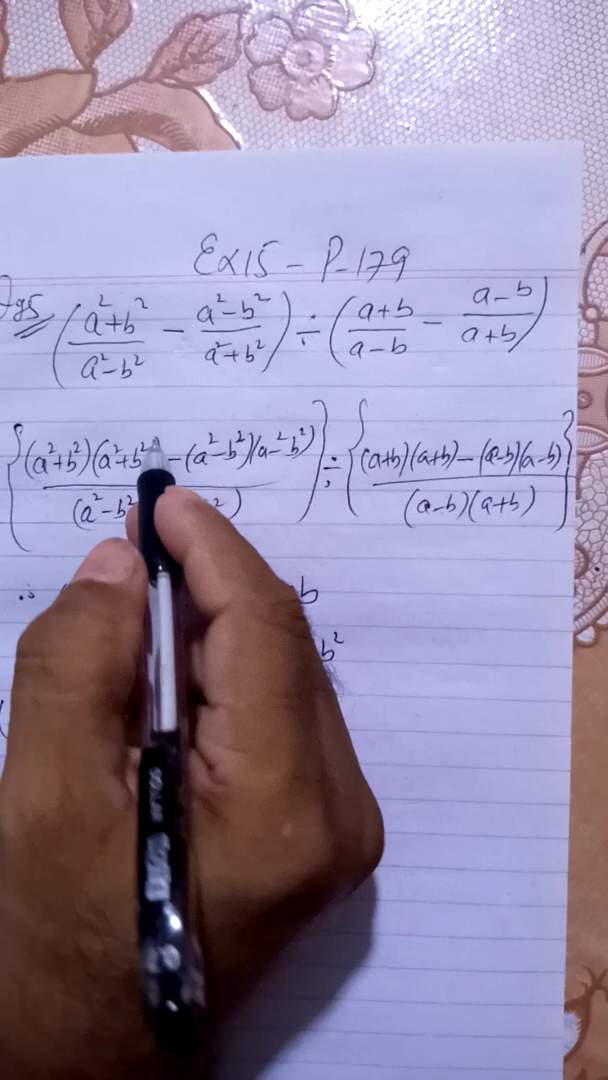 Ex15 - P-179
(a²+b²/a²-b² - a²-b²/a²+b²) ÷ (a+b/a-b - a-b/a+b)
{(a²+b²)(a²+b²) - (a²-b²)(a²-b²)/(a²-b² ²)} ÷ {(a+b)(a+b) - (a-b)(a-b)/(a-b)(a+b)}
b
b²